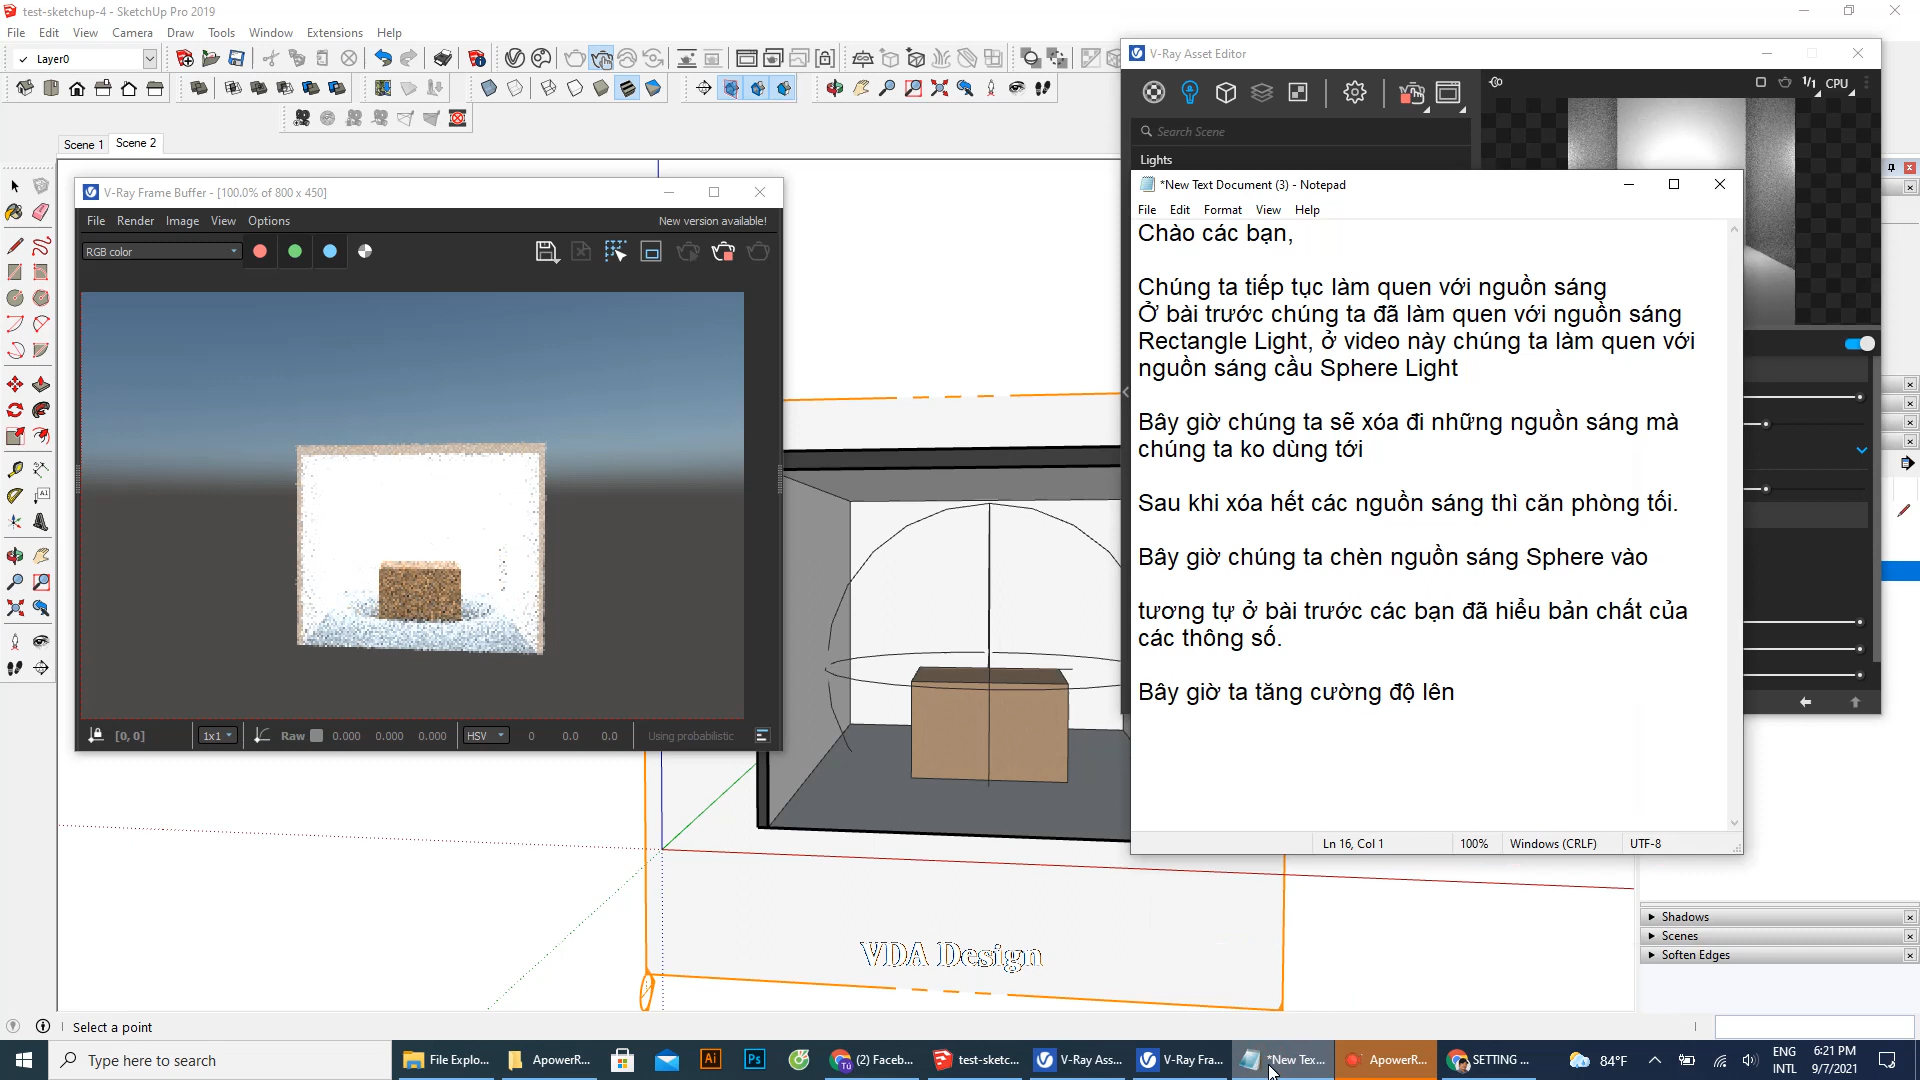 test-sketchup-4 - SketchUp Pro 2019
File Edit View Camera Draw Tools Window Extensions Help
Layer0
Scene 1 Scene 2
V-Ray Frame Buffer - [100.0% of 800 x 450]
File Render Image View Options New version available!
RGB color
[0, 0] 1x1 Raw 0.000 0.000 0.000 HSV 0 0.0 0.0 Using probabilistic
V-Ray Asset Editor
1/1 CPU
Search Scene
Lights
*New Text Document (3) - Notepad
File Edit Format View Help
Chào các bạn,
Chúng ta tiếp tục làm quen với nguồn sáng
Ở bài trước chúng ta đã làm quen với nguồn sáng
Rectangle Light, ở video này chúng ta làm quen với
nguồn sáng cầu Sphere Light
Bây giờ chúng ta sẽ xóa đi những nguồn sáng mà
chúng ta ko dùng tới
Sau khi xóa hết các nguồn sáng thì căn phòng tối.
Bây giờ chúng ta chèn nguồn sáng Sphere vào
tương tự ở bài trước các bạn đã hiểu bản chất của
các thông số.
Bây giờ ta tăng cường độ lên
Ln 16, Col 1 100% Windows (CRLF) UTF-8
VDA Design
Shadows
Scenes
Soften Edges
Select a point
Type here to search
File Explo... ApowerR... (2) Faceb... test-sketc... V-Ray Ass... V-Ray Fra... *New Tex... ApowerR... SETTING ...
84°F
ENG
INTL
6:21 PM
9/7/2021